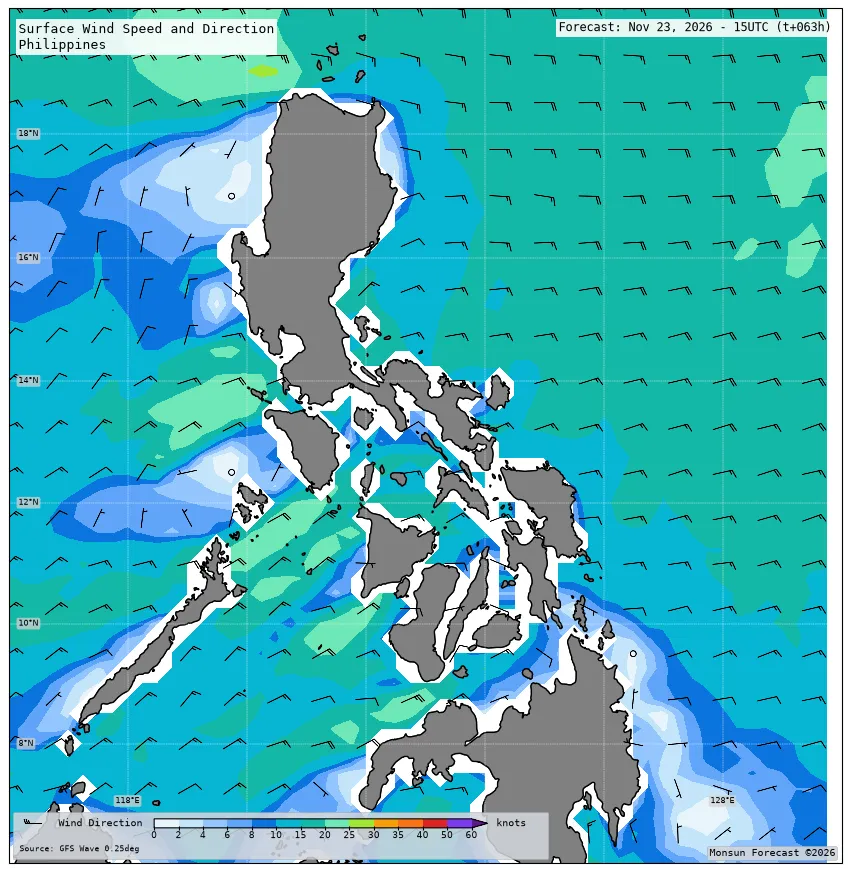 Surface Wind Speed and Direction
Philippines
Forecast: Nov 23, 2026 - 15UTC (t+063h)
18°N
16°N
14°N
12°N
10°N
8°N
118°E
128°E
Wind Direction
0 2 4 6 8 10 15 20 25 30 35 40 50 60
knots
Source: GFS Wave 0.25deg
Monsun Forecast ©2026